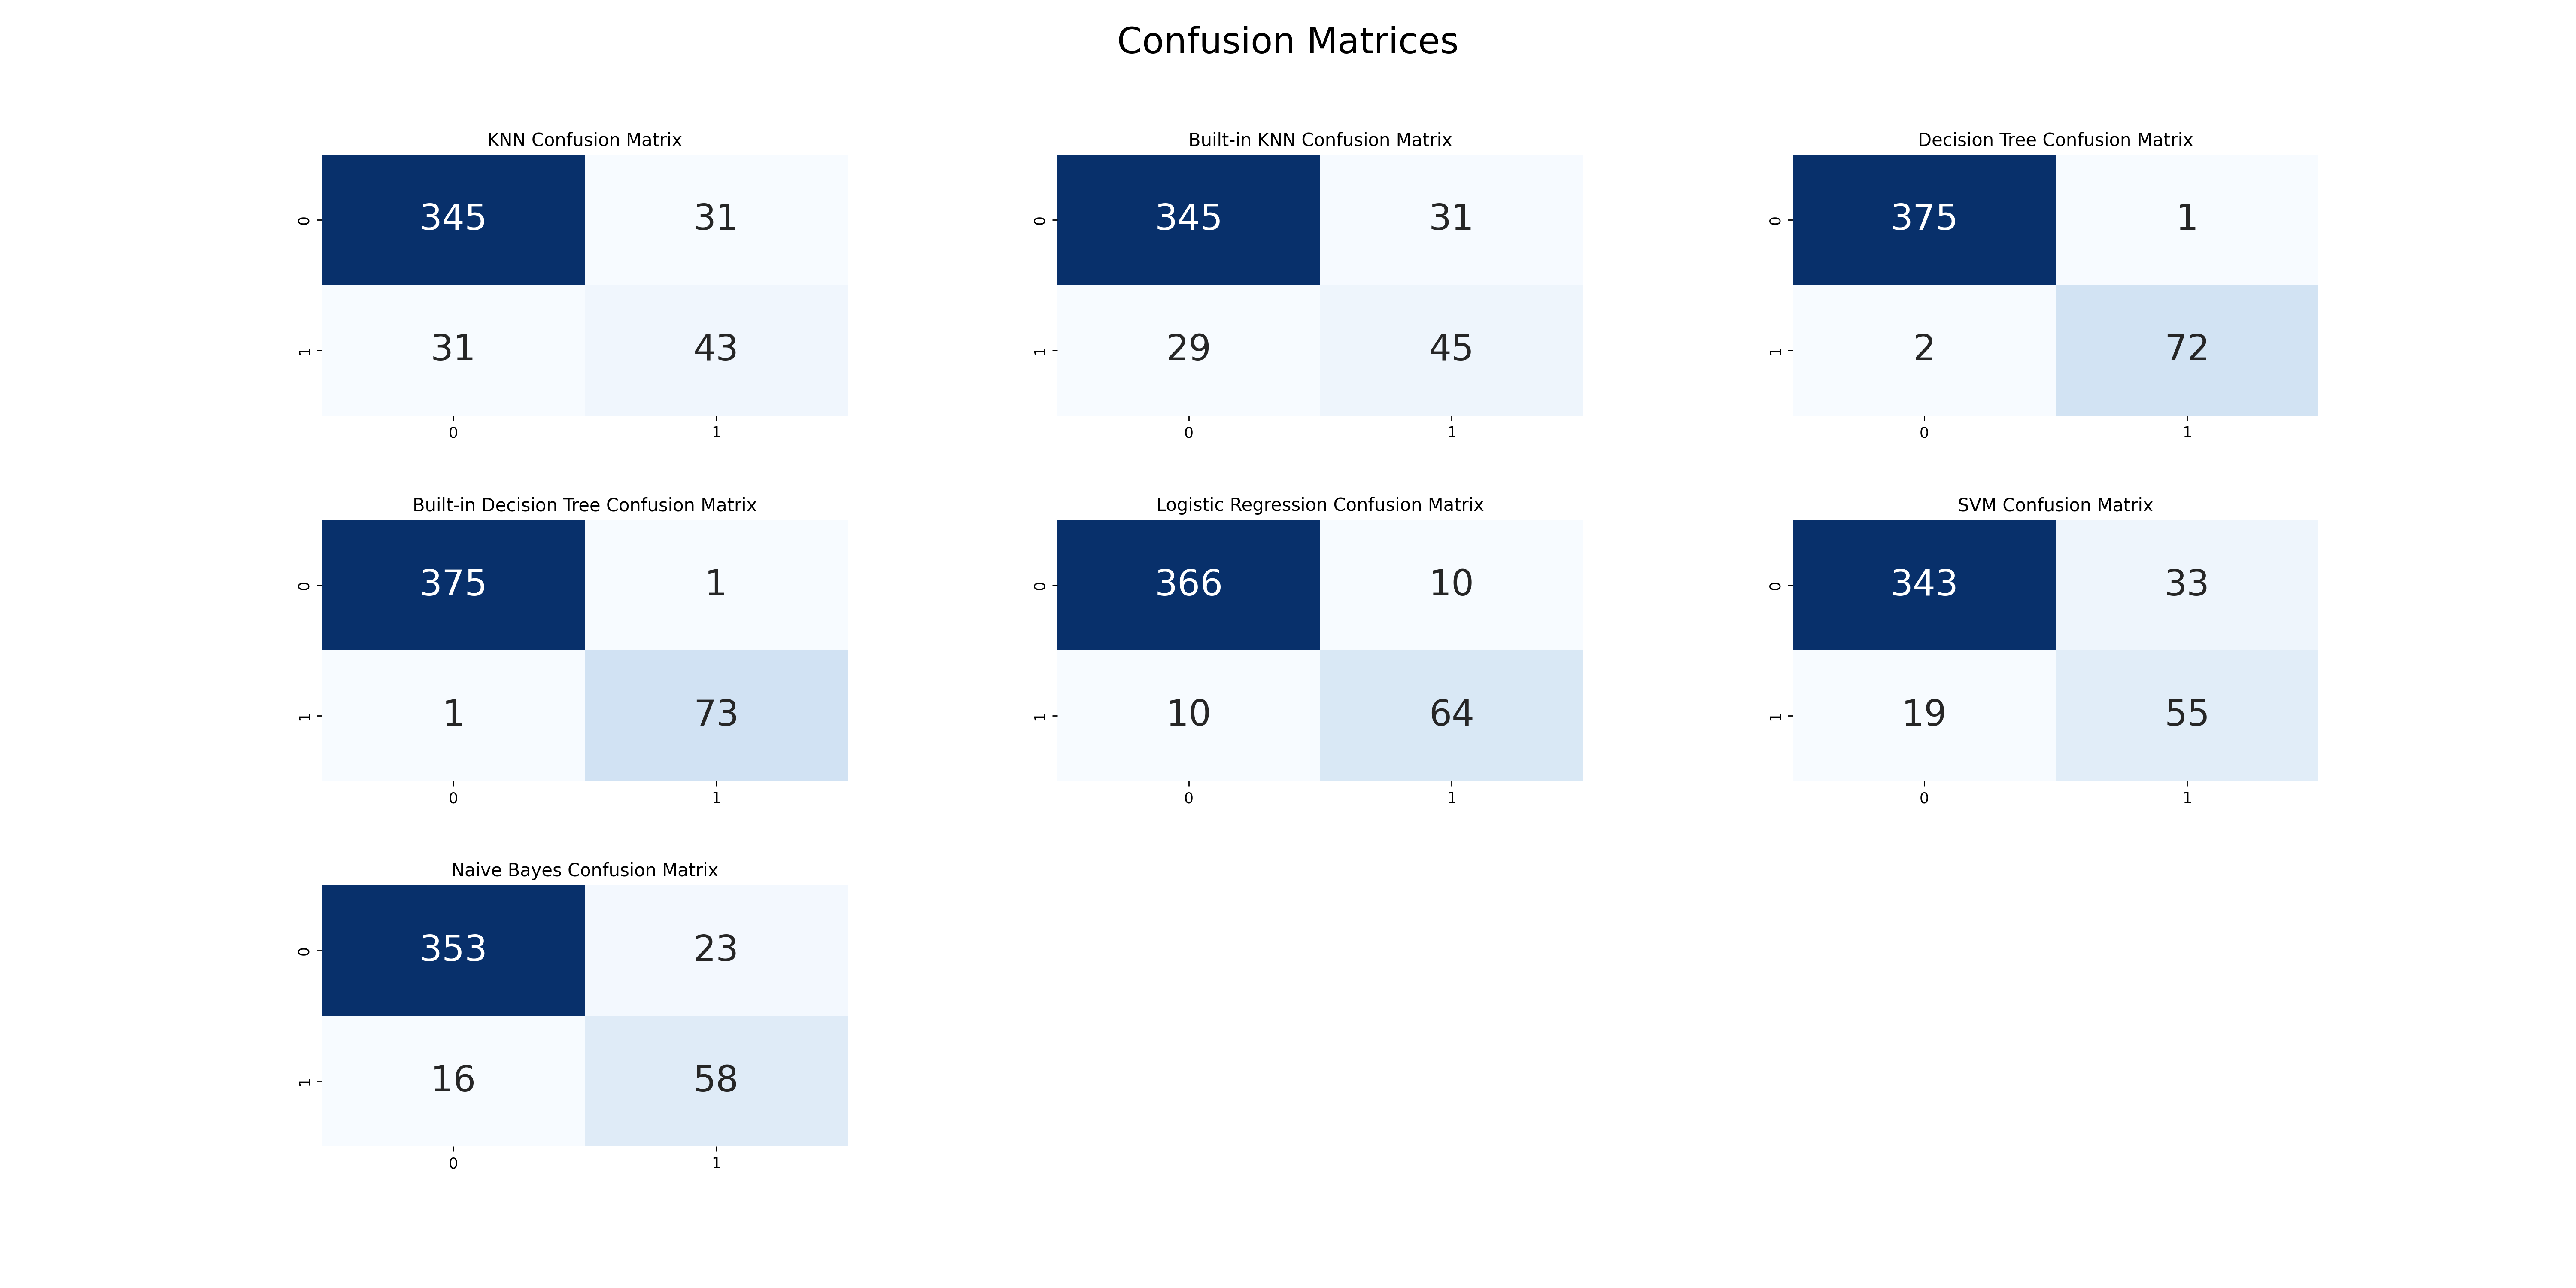 Confusion Matrices
KNN Confusion Matrix
0 345 31
1 31 43
0 1
Built-in KNN Confusion Matrix
0 345 31
1 29 45
0 1
Decision Tree Confusion Matrix
0 375 1
1 2 72
0 1
Built-in Decision Tree Confusion Matrix
0 375 1
1 1 73
0 1
Logistic Regression Confusion Matrix
0 366 10
1 10 64
0 1
SVM Confusion Matrix
0 343 33
1 19 55
0 1
Naive Bayes Confusion Matrix
0 353 23
1 16 58
0 1